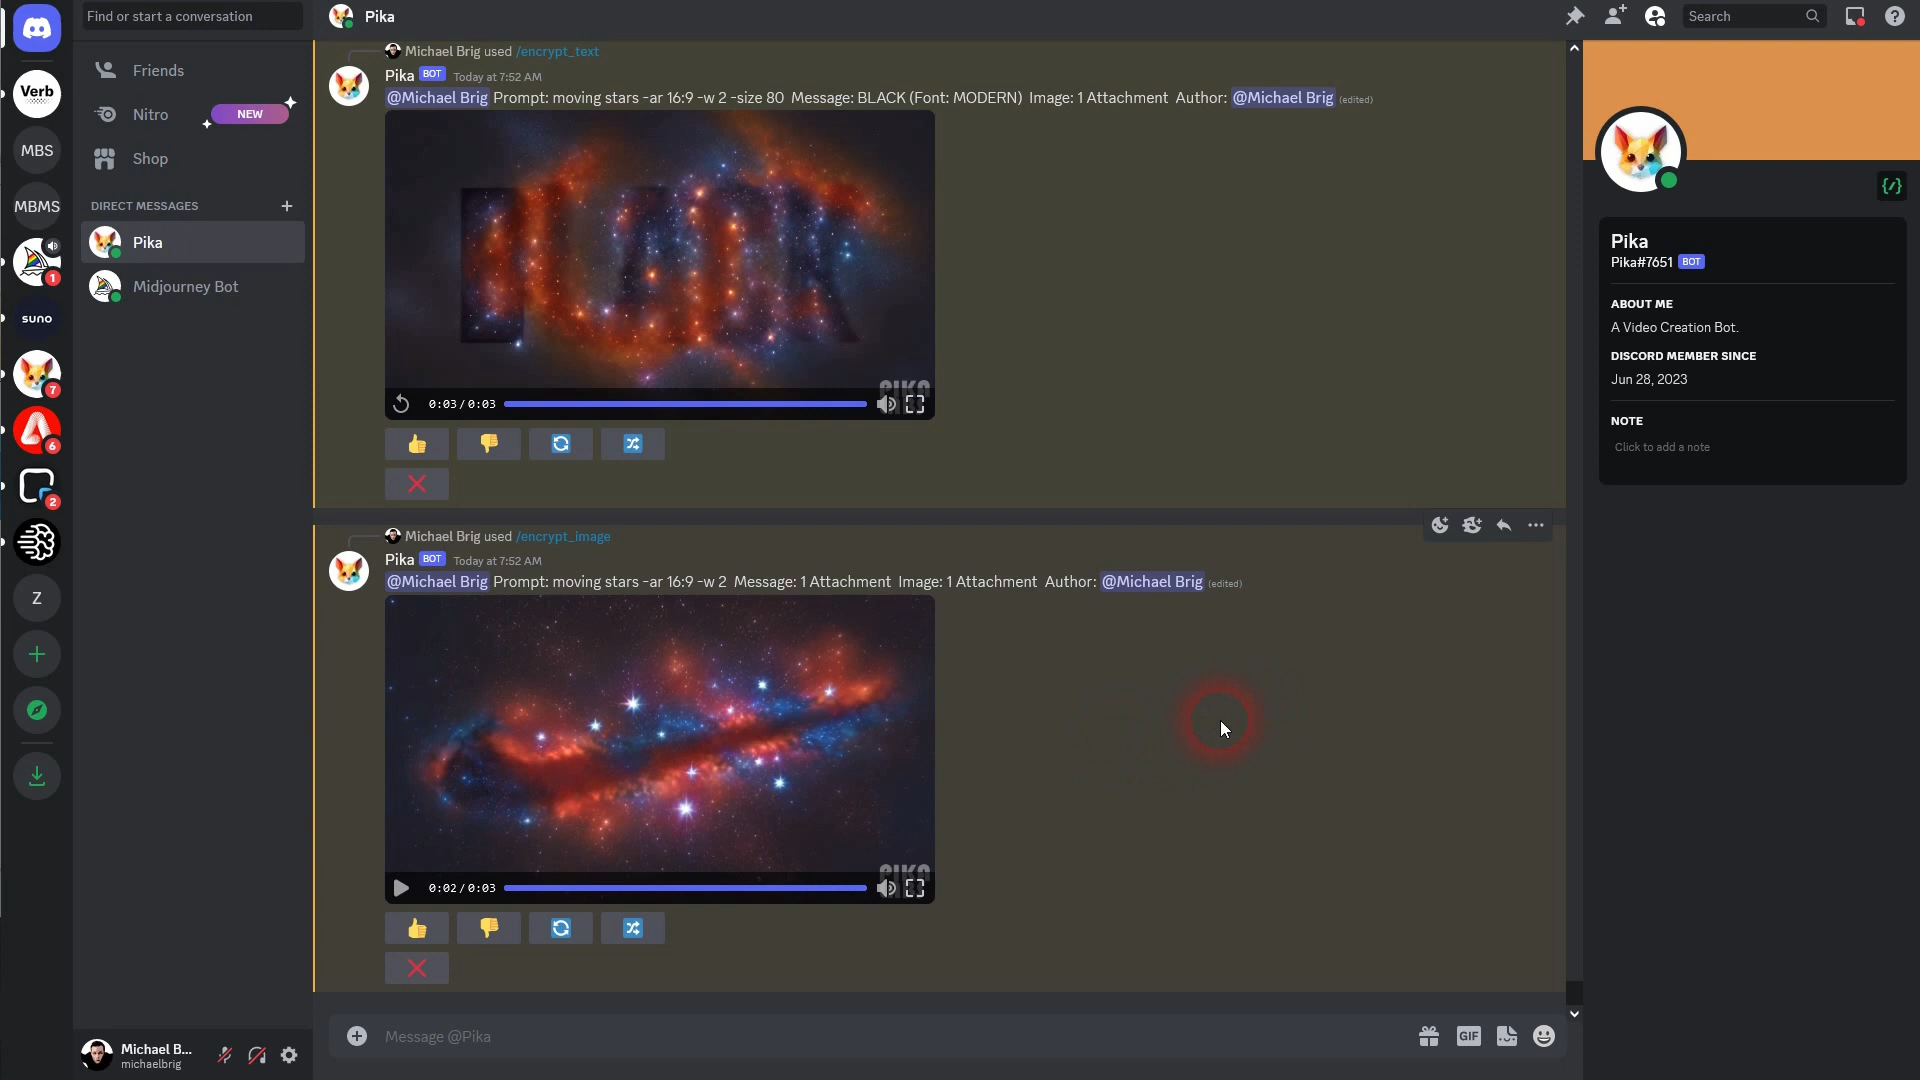 Find or start a conversation
Pika
Search
Verb
MBS
MBMS
1
suno
7
6
2
Z
Friends
Nitro
NEW
Shop
DIRECT MESSAGES
Pika
Midjourney Bot
Michael B...
michaelbrig
Michael Brig used /encrypt_text
Pika BOT Today at 7:52 AM
@Michael Brig Prompt: moving stars -ar 16:9 -w 2 -size 80 Message: BLACK (Font: MODERN) Image: 1 Attachment Author: @Michael Brig (edited)
PIKA
0:03/0:03
Michael Brig used /encrypt_image
Pika BOT Today at 7:52 AM
@Michael Brig Prompt: moving stars -ar 16:9 -w 2 Message: 1 Attachment Image: 1 Attachment Author: @Michael Brig (edited)
PIKA
0:02/0:03
Message @Pika
GIF
Pika
Pika#7651 BOT
ABOUT ME
A Video Creation Bot.
DISCORD MEMBER SINCE
Jun 28, 2023
NOTE
Click to add a note